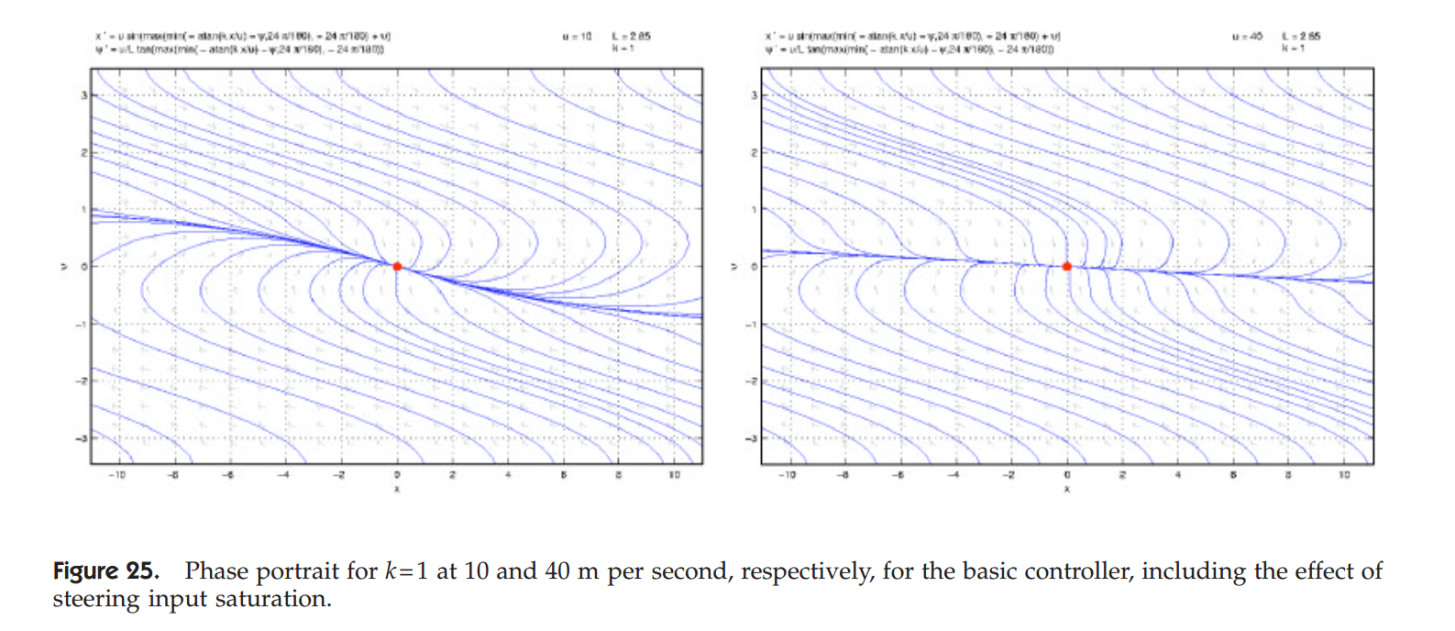 u = 10 L = 2.85
k = 1
u = 40 L = 2.85
k = 1
3
2
1
0
-1
-2
-3
-10 -8 -6 -4 -2 0 2 4 6 8 10
x
3
2
1
0
-1
-2
-3
-10 -8 -6 -4 -2 0 2 4 6 8 10
x
Figure 25. Phase portrait for k=1 at 10 and 40 m per second, respectively, for the basic controller, including the effect of
steering input saturation.